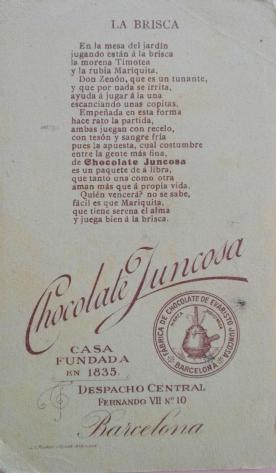 LA BRISCA
En la mesa del jardín
jugando están á la brisca
la morena Timotea
y la rubia Mariquita,
Don Zenón, que es un tunante,
y que por nada se irrita,
ayuda á jugar á la una
escanciando unas copitas.
Empeñada en esta forma
hace rato la partida,
ambas juegan con recelo,
con tesón y sangre fría
pues la apuesta, cual costumbre
entre la gente más fina,
de Chocolate Juncosa
es un paquete de á libra,
que tanto una como otra
aman más que á propia vida.
Quién vencerá? no se sabe,
fácil es que Mariquita,
que tiene serena el alma
y juega bien á la brisca.
Chocolate Juncosa
FÁBRICA DE CHOCOLATE DE EVARISTO JUNCOSA
BARCELONA
CASA
FUNDADA
EN 1835.
DESPACHO CENTRAL
FERNANDO VII Nº 10
Barcelona